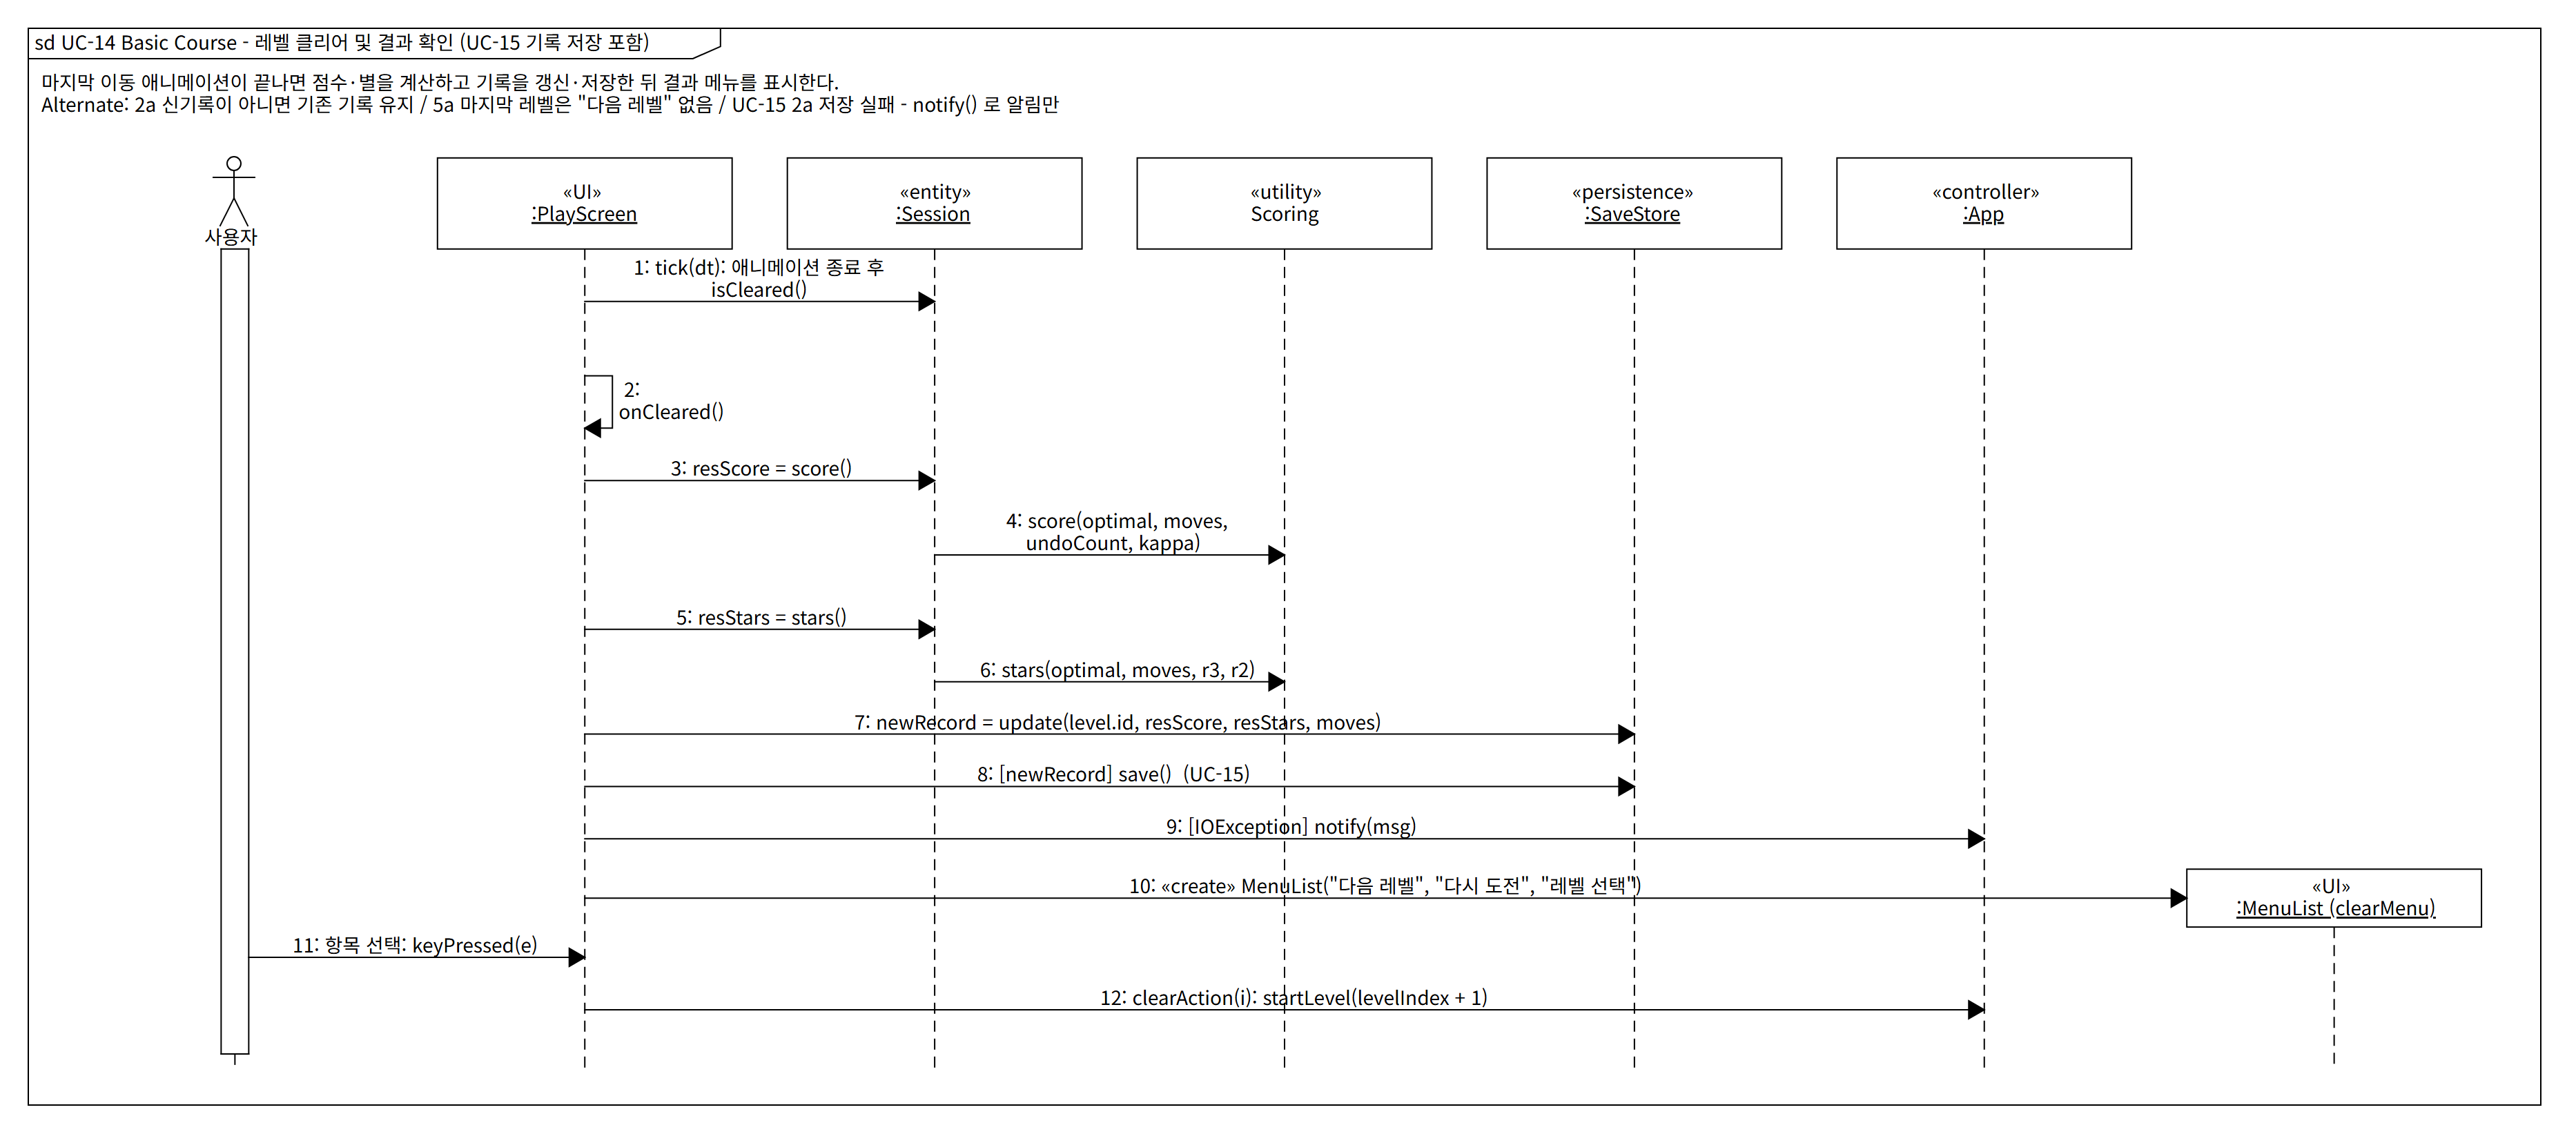 sd UC-14 Basic Course - 레벨 클리어 및 결과 확인 (UC-15 기록 저장 포함)
마지막 이동 애니메이션이 끝나면 점수·별을 계산하고 기록을 갱신·저장한 뒤 결과 메뉴를 표시한다.
Alternate: 2a 신기록이 아니면 기존 기록 유지 / 5a 마지막 레벨은 "다음 레벨" 없음 / UC-15 2a 저장 실패 - notify() 로 알림만
사용자
«UI»
:PlayScreen
«entity»
:Session
«utility»
Scoring
«persistence»
:SaveStore
«controller»
:App
1: tick(dt): 애니메이션 종료 후
isCleared()
2:
onCleared()
3: resScore = score()
4: score(optimal, moves,
undoCount, kappa)
5: resStars = stars()
6: stars(optimal, moves, r3, r2)
7: newRecord = update(level.id, resScore, resStars, moves)
8: [newRecord] save() (UC-15)
9: [IOException] notify(msg)
10: «create» MenuList("다음 레벨", "다시 도전", "레벨 선택")
«UI»
:MenuList (clearMenu)
11: 항목 선택: keyPressed(e)
12: clearAction(i): startLevel(levelIndex + 1)